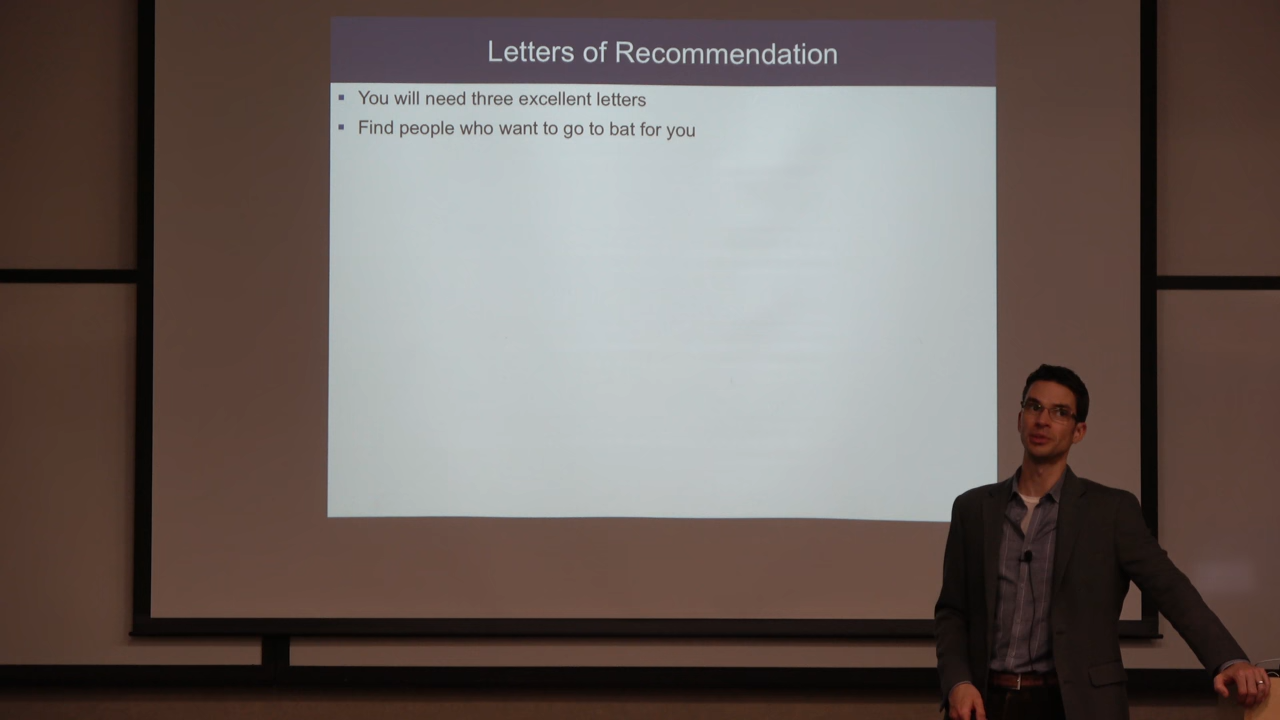 Letters of Recommendation
▪ You will need three excellent letters
▪ Find people who want to go to bat for you